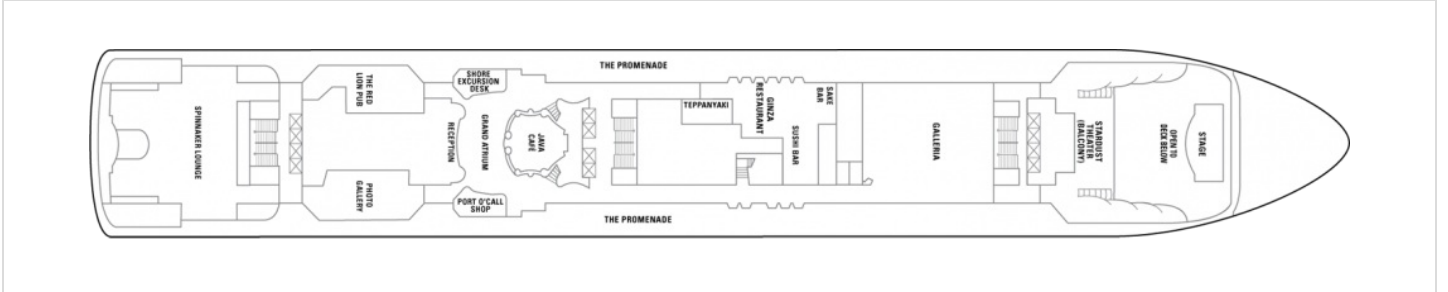 THE PROMENADE
SPINNAKER LOUNGE
THE RED
LION PUB
SHORE
EXCURSION
DESK
RECEPTION
GRAND ATRIUM
JAVA
CAFÉ
PHOTO
GALLERY
PORT O'CALL
SHOP
TEPPANYAKI
GINZA
RESTAURANT
SUSHI BAR
SAKE
BAR
GALLERIA
STARDUST
THEATER
(BALCONY)
OPEN TO
DECK BELOW
STAGE
THE PROMENADE